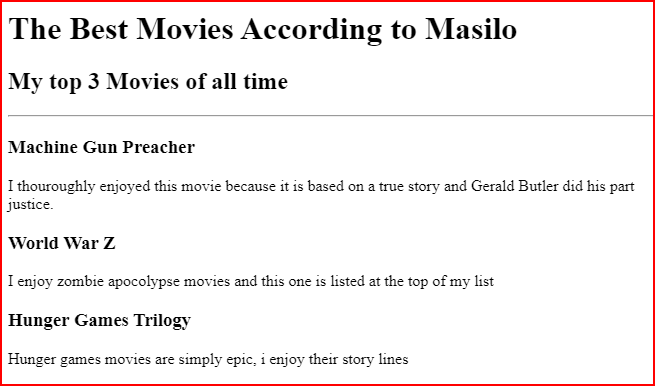 The Best Movies According to Masilo
My top 3 Movies of all time
Machine Gun Preacher
I thouroughly enjoyed this movie because it is based on a true story and Gerald Butler did his part
justice.
World War Z
I enjoy zombie apocolypse movies and this one is listed at the top of my list
Hunger Games Trilogy
Hunger games movies are simply epic, i enjoy their story lines